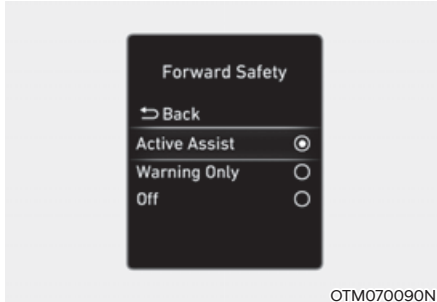 Forward Safety
Back
Active Assist
Warning Only
Off
OTM070090N